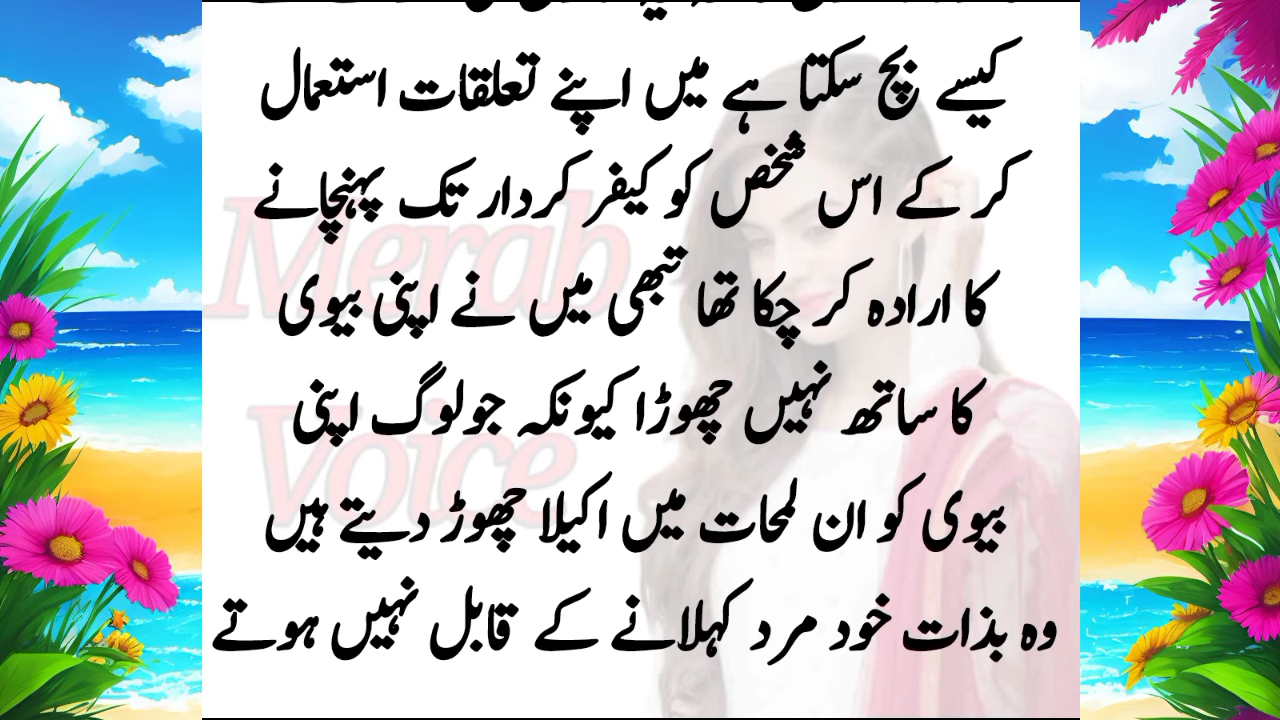 کیسے بچ سکتا ہے میں اپنے تعلقات استعمال
کر کے اس شخص کو کیفر کردار تک پہنچانے
کا ارادہ کر چکا تھا تبھی میں نے اپنی بیوی
کا ساتھ نہیں چھوڑا کیونکہ جو لوگ اپنی
بیوی کو ان لمحات میں اکیلا چھوڑ دیتے ہیں
وہ بذات خود مرد کہلانے کے قابل نہیں ہوتے
Merab
Voice